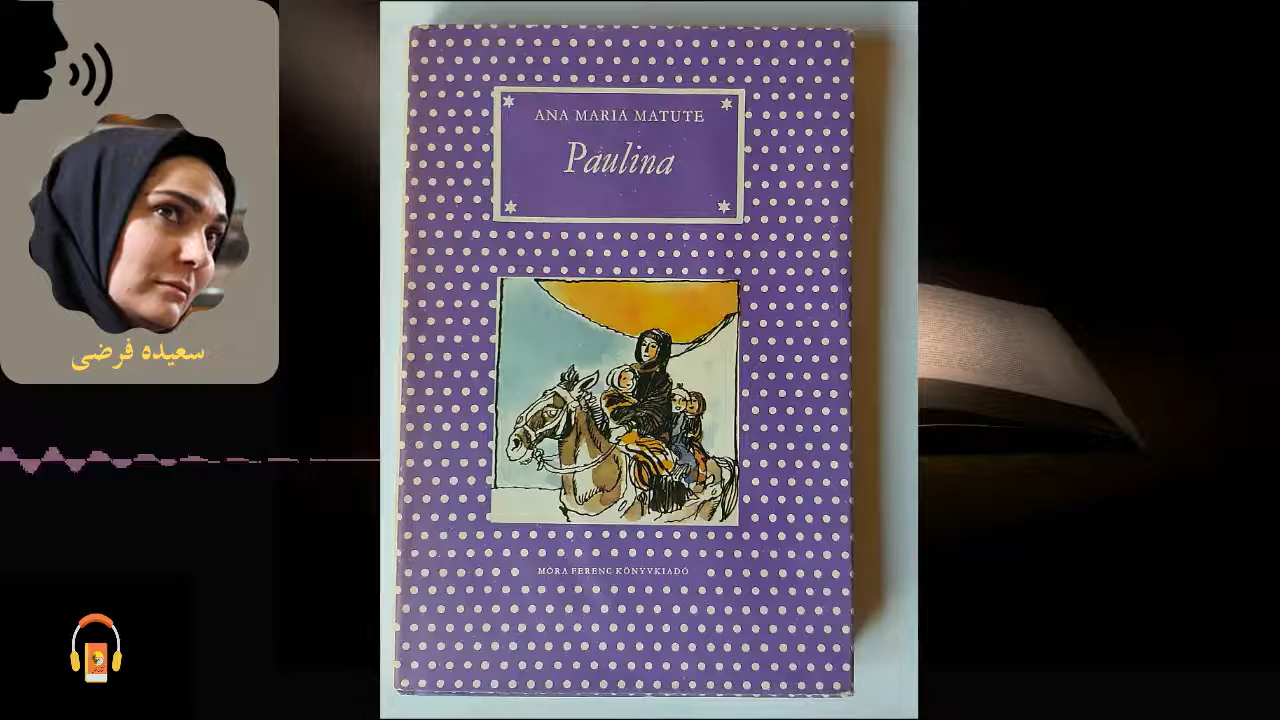 سعیده فرضی
ANA MARIA MATUTE
Paulina
MÓRA FERENC KÖNYVKIADÓ